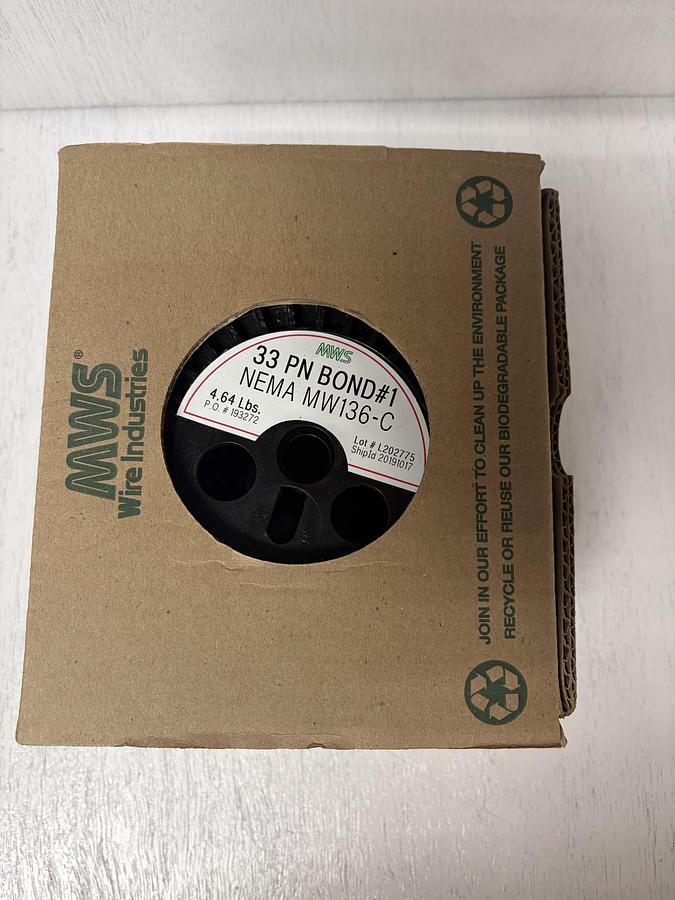 MWS®
Wire Industries
MWS
33 PN BOND#1
NEMA MW136-C
4.64 Lbs.
P.O. # 193272
Lot # L202775
ShipId 20191017
JOIN IN OUR EFFORT TO CLEAN UP THE ENVIRONMENT
RECYCLE OR REUSE OUR BIODEGRADABLE PACKAGE